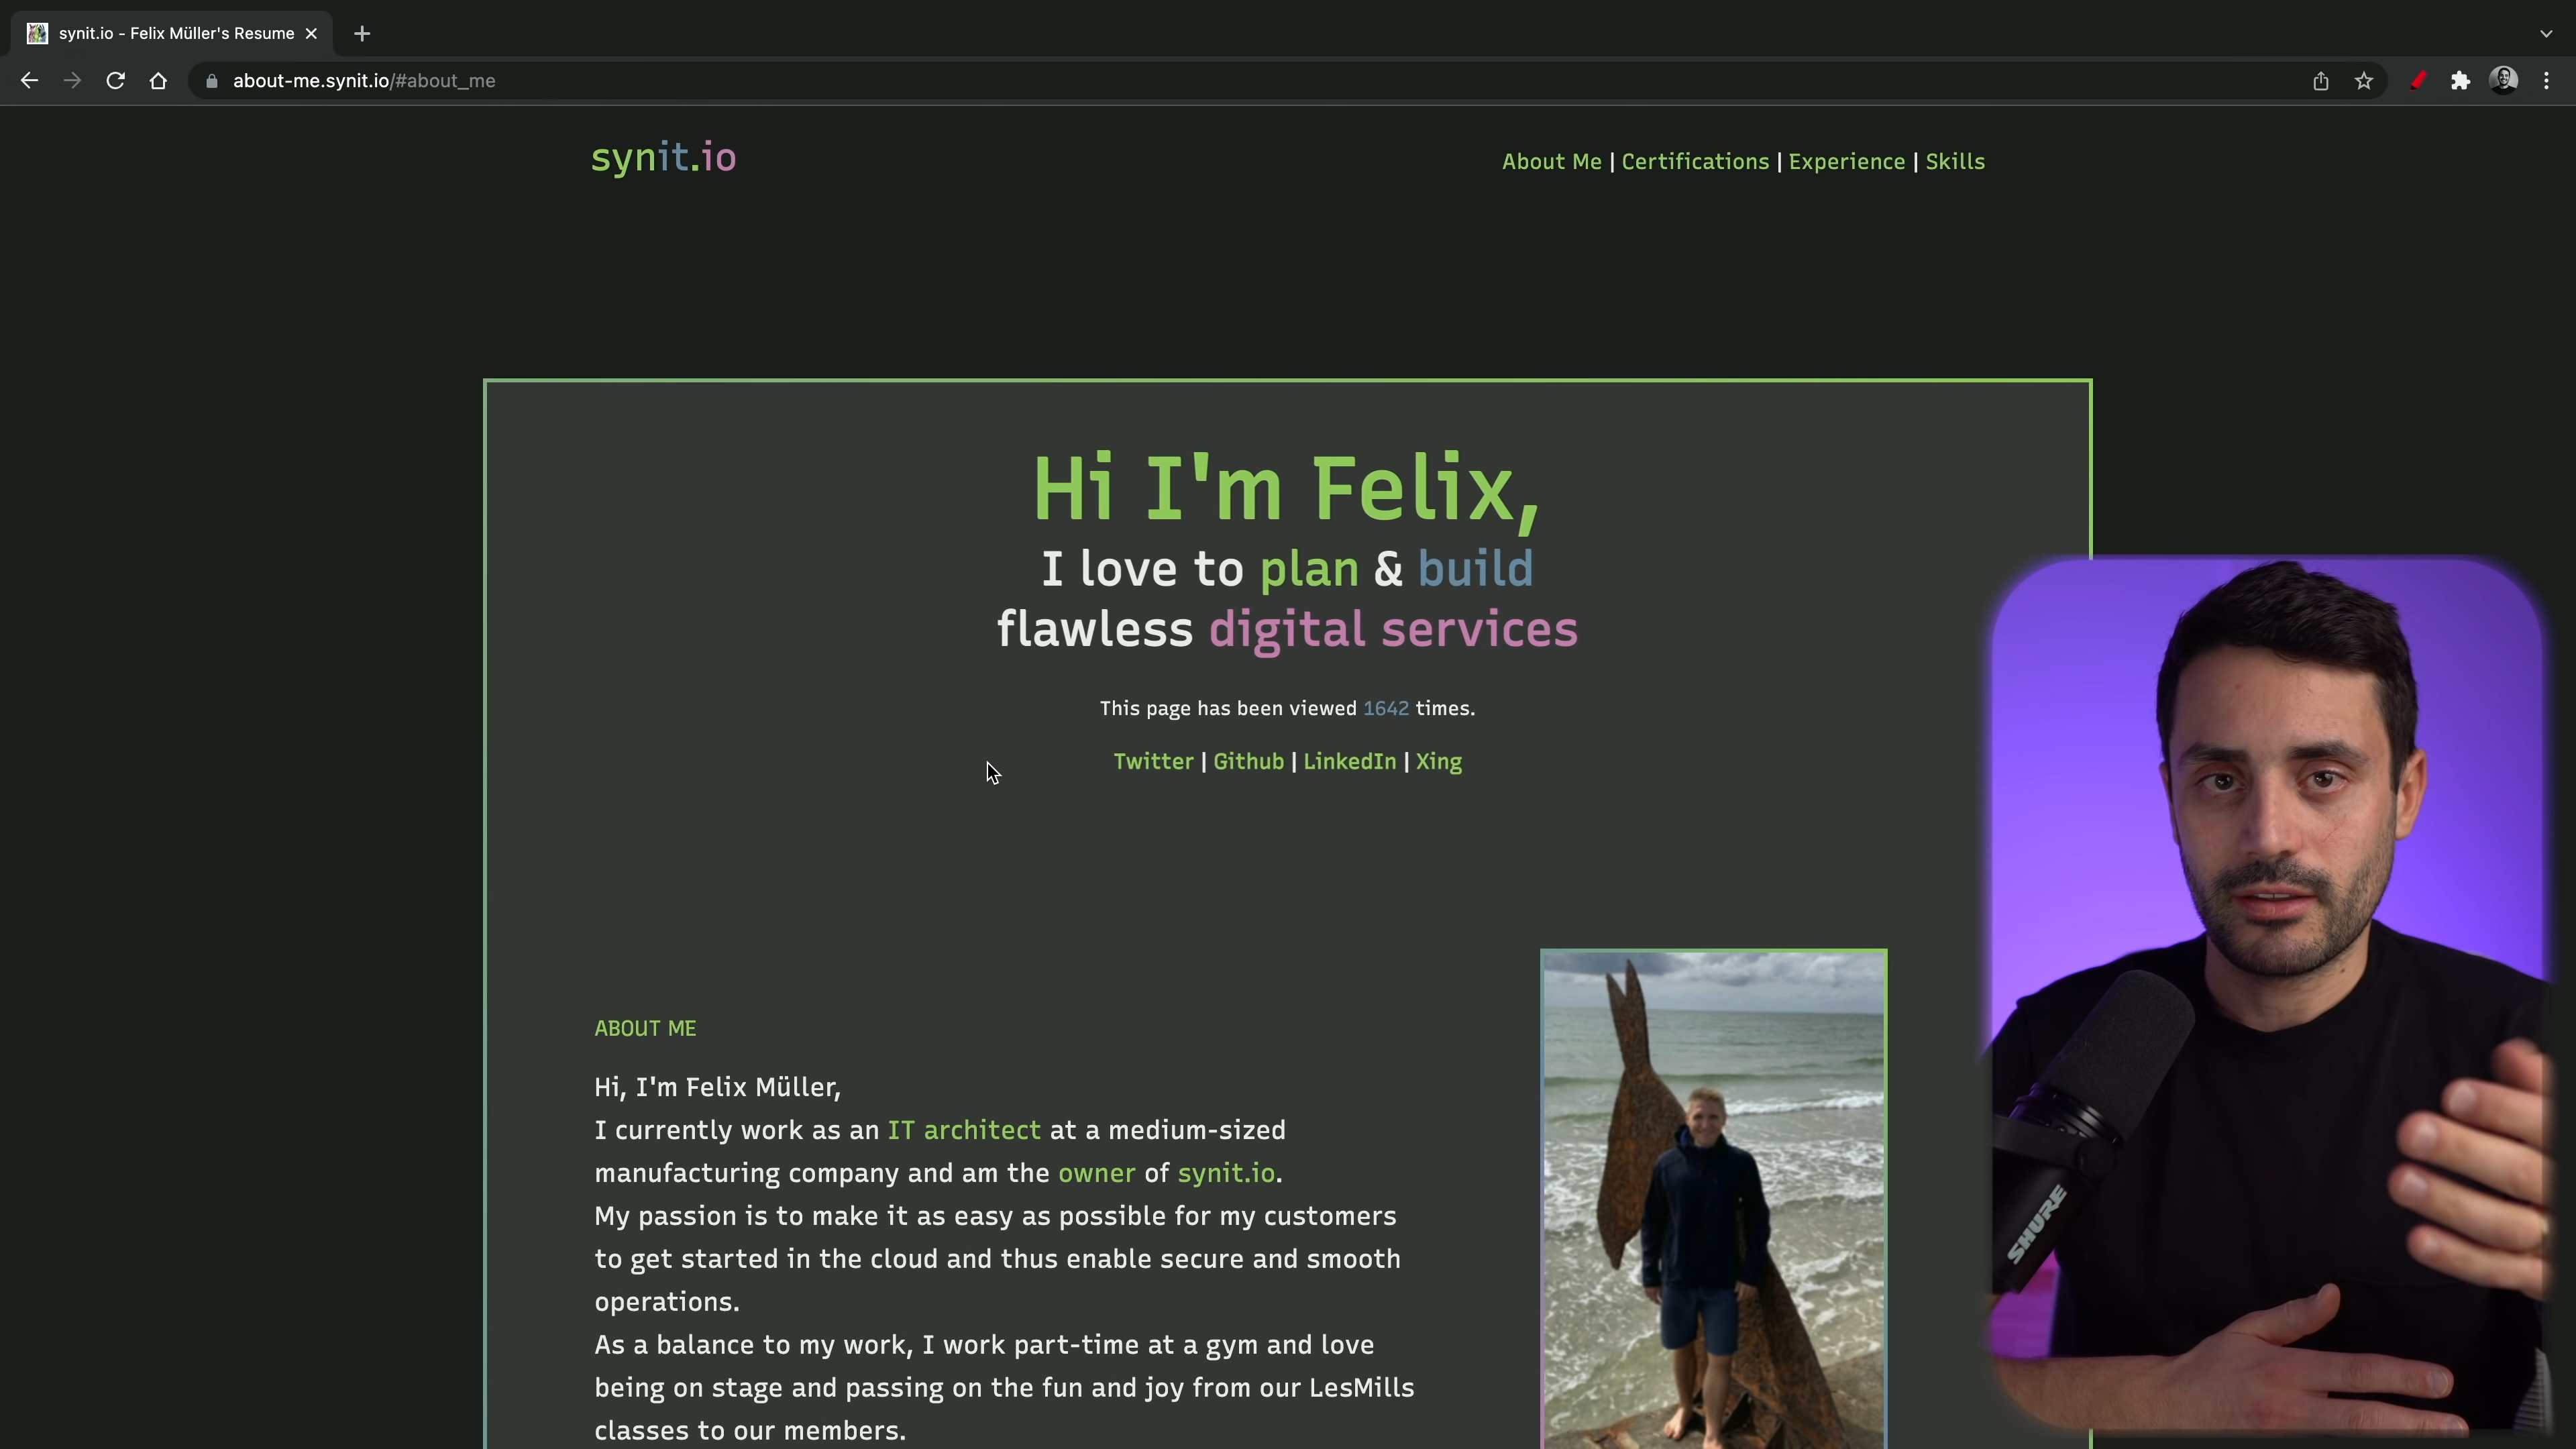 synit.io - Felix Müller's Resume
about-me.synit.io/#about_me
synit.io
About Me | Certifications | Experience | Skills
Hi I'm Felix,
I love to plan & build
flawless digital services
This page has been viewed 1642 times.
Twitter | Github | LinkedIn | Xing
ABOUT ME
Hi, I'm Felix Müller,
I currently work as an IT architect at a medium-sized
manufacturing company and am the owner of synit.io.
My passion is to make it as easy as possible for my customers
to get started in the cloud and thus enable secure and smooth
operations.
As a balance to my work, I work part-time at a gym and love
being on stage and passing on the fun and joy from our LesMills
classes to our members.
SHURE